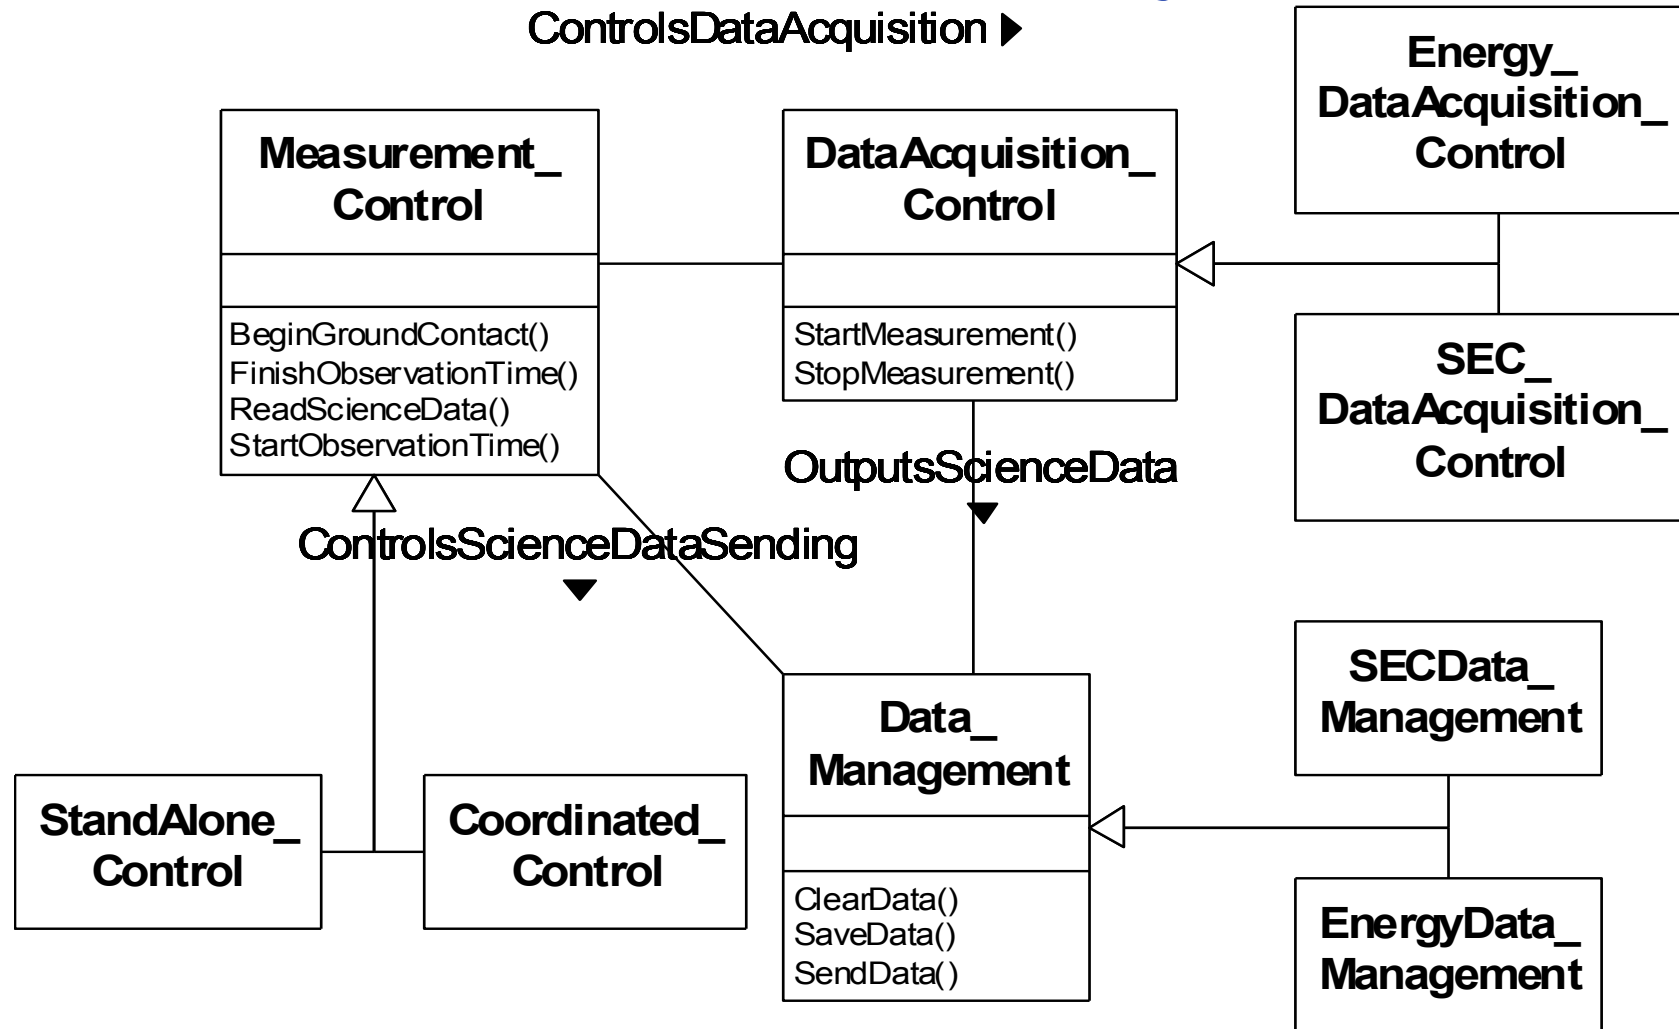 ControlsDataAcquisition ▶
Energy_
DataAcquisition_
Control
Measurement_
Control
BeginGroundContact()
FinishObservationTime()
ReadScienceData()
StartObservationTime()
DataAcquisition_
Control
StartMeasurement()
StopMeasurement()
SEC_
DataAcquisition_
Control
OutputsScienceData
ControlsScienceDataSending
SECData_
Management
Data_
Management
ClearData()
SaveData()
SendData()
StandAlone_
Control
Coordinated_
Control
EnergyData_
Management